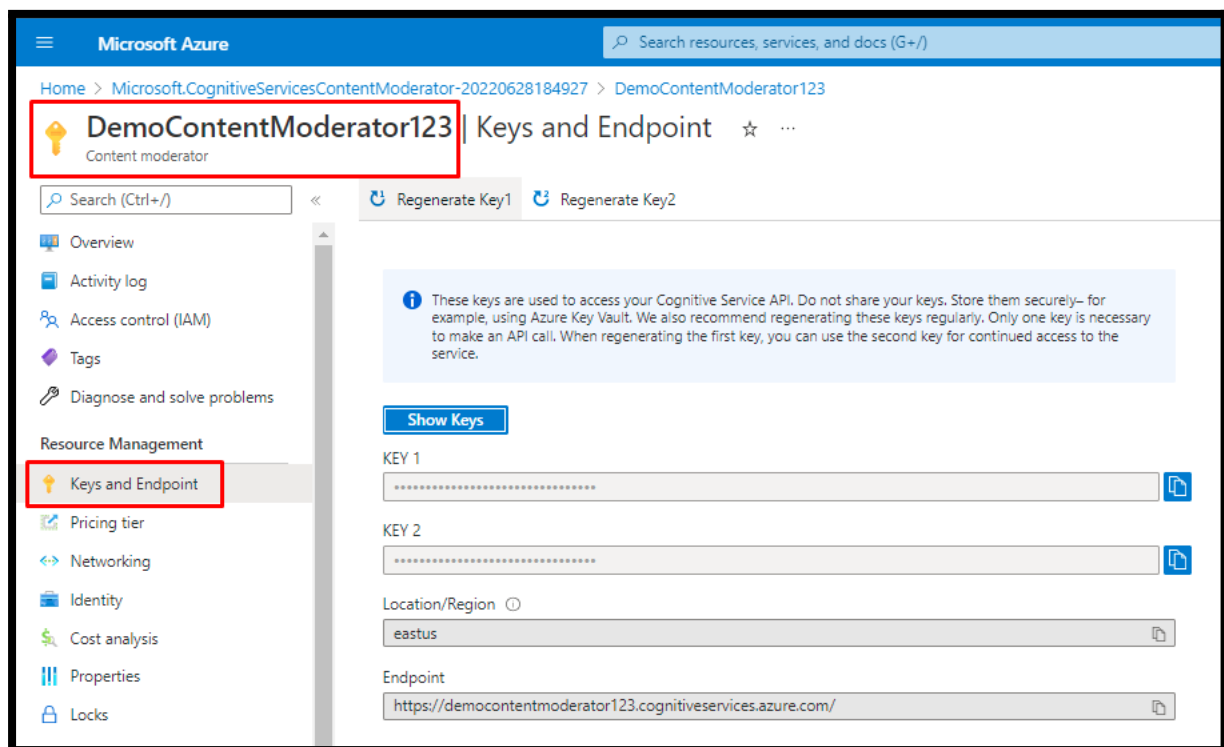 Microsoft Azure
Search resources, services, and docs (G+/)
Home > Microsoft.CognitiveServicesContentModerator-20220628184927 > DemoContentModerator123
DemoContentModerator123 | Keys and Endpoint
Content moderator
Search (Ctrl+/)
Overview
Activity log
Access control (IAM)
Tags
Diagnose and solve problems
Resource Management
Keys and Endpoint
Pricing tier
Networking
Identity
Cost analysis
Properties
Locks
Regenerate Key1
Regenerate Key2
These keys are used to access your Cognitive Service API. Do not share your keys. Store them securely– for
example, using Azure Key Vault. We also recommend regenerating these keys regularly. Only one key is necessary
to make an API call. When regenerating the first key, you can use the second key for continued access to the
service.
Show Keys
KEY 1
••••••••••••••••••••••••••••••••
KEY 2
••••••••••••••••••••••••••••••••
Location/Region
eastus
Endpoint
https://democontentmoderator123.cognitiveservices.azure.com/